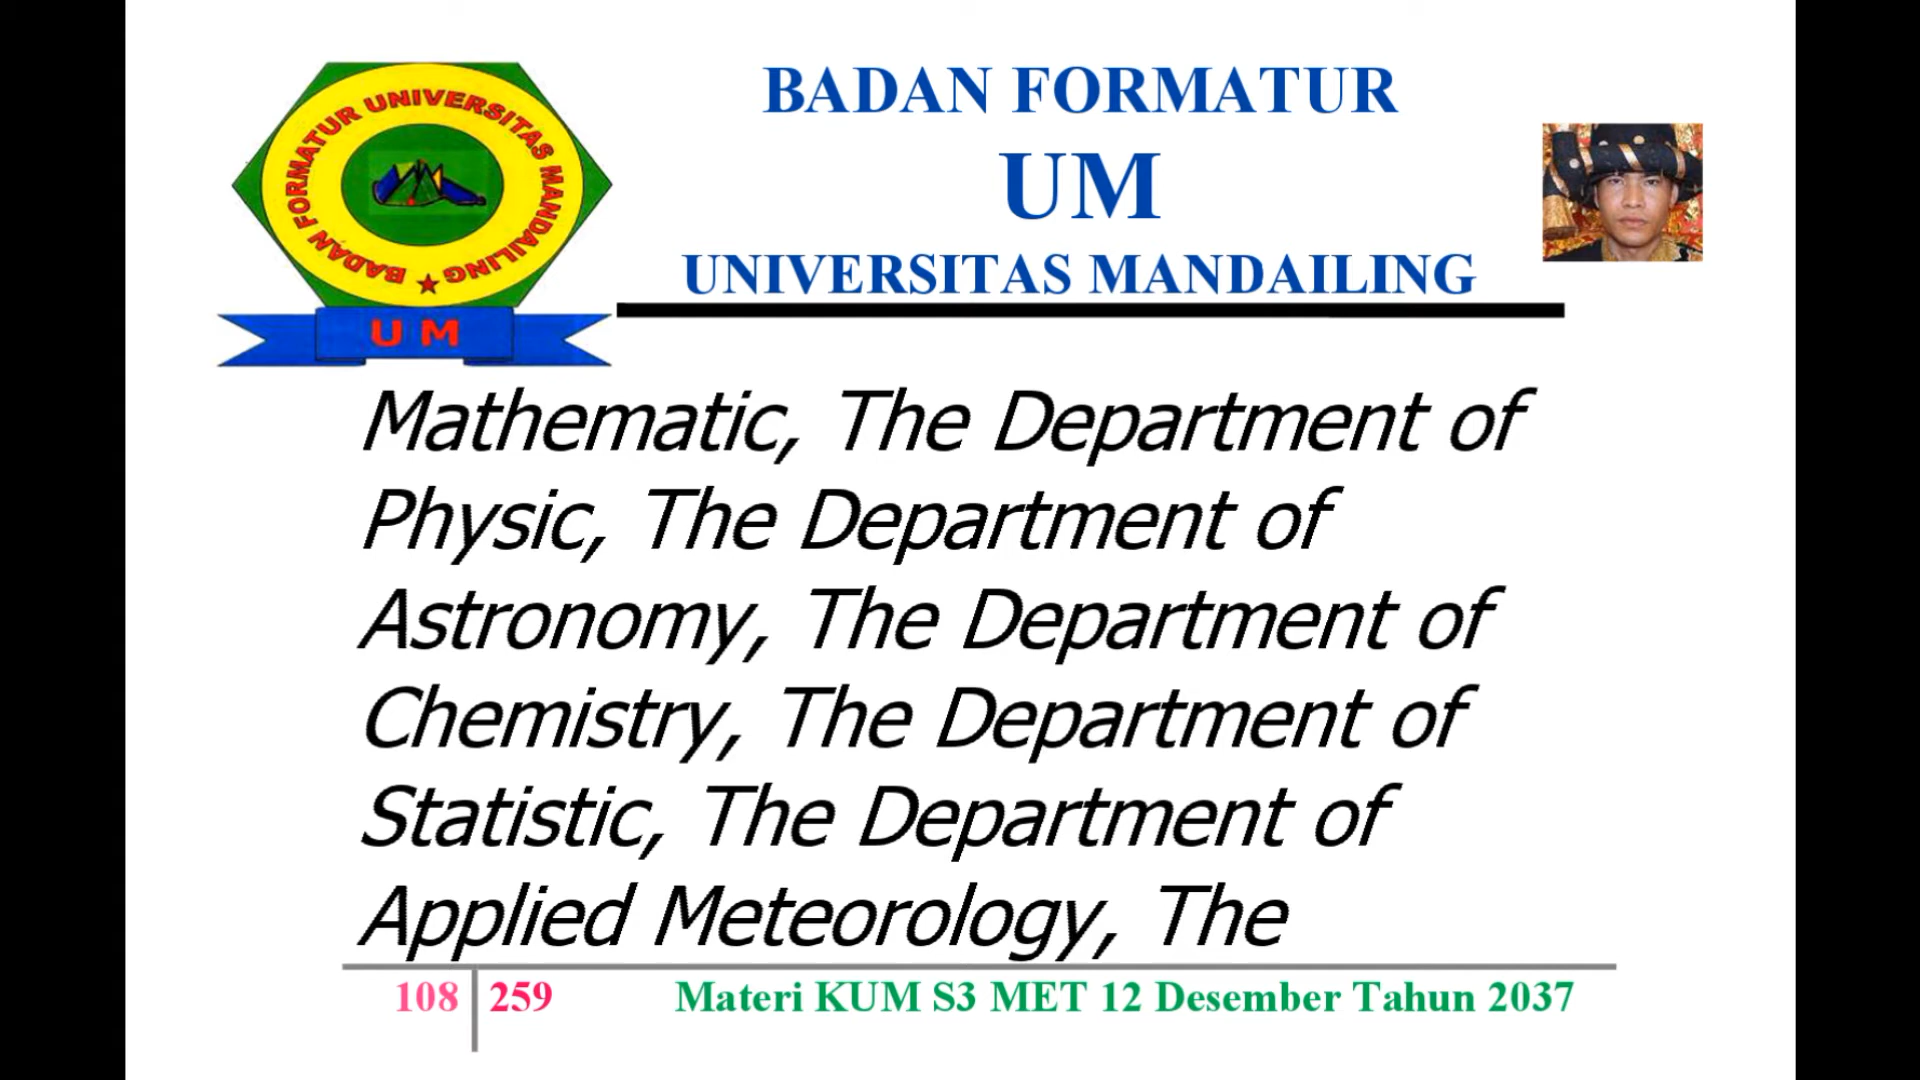 BADAN FORMATUR UNIVERSITAS MANDAILING
U M
BADAN FORMATUR
UM
UNIVERSITAS MANDAILING
Mathematic, The Department of
Physic, The Department of
Astronomy, The Department of
Chemistry, The Department of
Statistic, The Department of
Applied Meteorology, The
108 259 Materi KUM S3 MET 12 Desember Tahun 2037